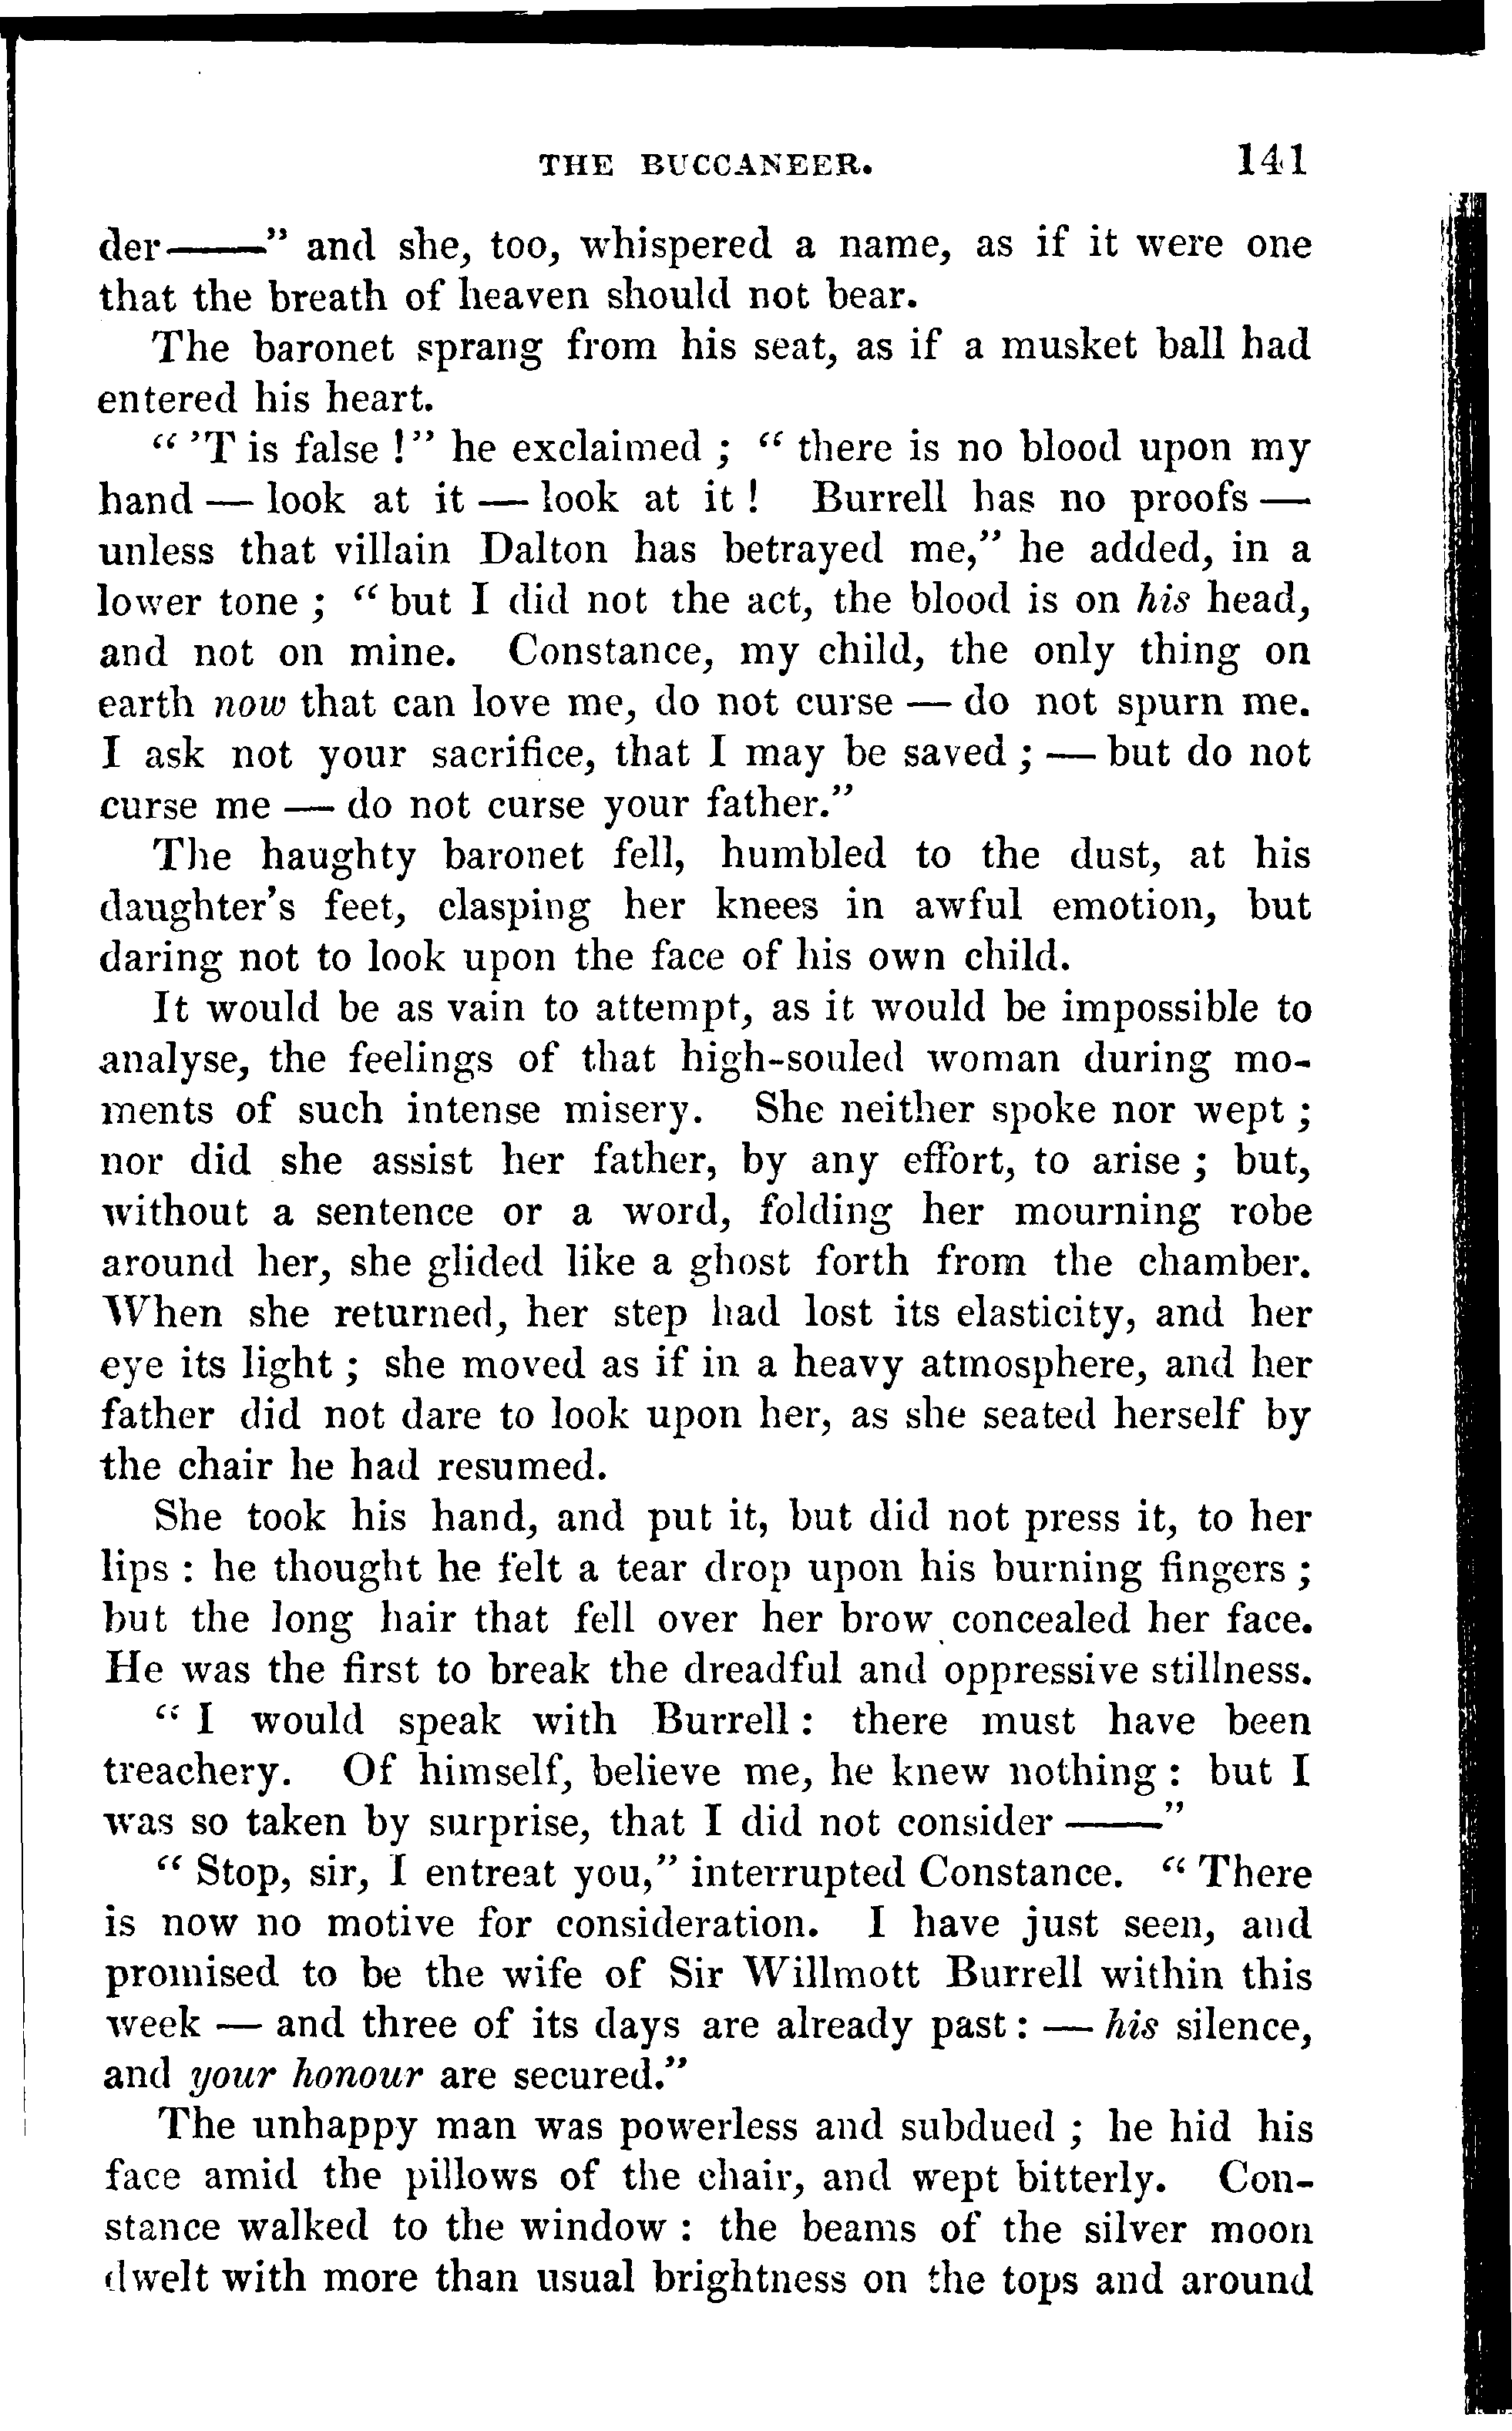 THE BUCCANEER. 141
der——" and she, too, whispered a name, as if it were one
that the breath of heaven should not bear.
The baronet sprang from his seat, as if a musket ball had
entered his heart.
" 'T is false !" he exclaimed ; " there is no blood upon my
hand — look at it — look at it ! Burrell has no proofs —
unless that villain Dalton has betrayed me," he added, in a
lower tone ; " but I did not the act, the blood is on his head,
and not on mine. Constance, my child, the only thing on
earth now that can love me, do not curse — do not spurn me.
I ask not your sacrifice, that I may be saved ; — but do not
curse me — do not curse your father."
The haughty baronet fell, humbled to the dust, at his
daughter's feet, clasping her knees in awful emotion, but
daring not to look upon the face of his own child.
It would be as vain to attempt, as it would be impossible to
analyse, the feelings of that high-souled woman during mo-
ments of such intense misery. She neither spoke nor wept ;
nor did she assist her father, by any effort, to arise ; but,
without a sentence or a word, folding her mourning robe
around her, she glided like a ghost forth from the chamber.
When she returned, her step had lost its elasticity, and her
eye its light ; she moved as if in a heavy atmosphere, and her
father did not dare to look upon her, as she seated herself by
the chair he had resumed.
She took his hand, and put it, but did not press it, to her
lips : he thought he felt a tear drop upon his burning fingers ;
but the long hair that fell over her brow concealed her face.
He was the first to break the dreadful and oppressive stillness.
" I would speak with Burrell : there must have been
treachery. Of himself, believe me, he knew nothing : but I
was so taken by surprise, that I did not consider ——"
" Stop, sir, I entreat you," interrupted Constance. " There
is now no motive for consideration. I have just seen, and
promised to be the wife of Sir Willmott Burrell within this
week — and three of its days are already past : — his silence,
and your honour are secured."
The unhappy man was powerless and subdued ; he hid his
face amid the pillows of the chair, and wept bitterly. Con-
stance walked to the window : the beams of the silver moon
dwelt with more than usual brightness on the tops and around